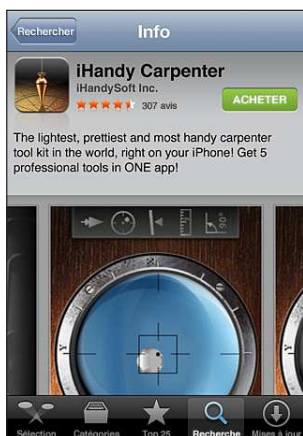 Rechercher
Info
iHandy Carpenter
iHandySoft Inc.
307 avis
ACHETER
The lightest, prettiest and most handy carpenter
tool kit in the world, right on your iPhone! Get 5
professional tools in ONE app!
90°
Sélection
Catégories
Top 25
Recherche
Mises à jour